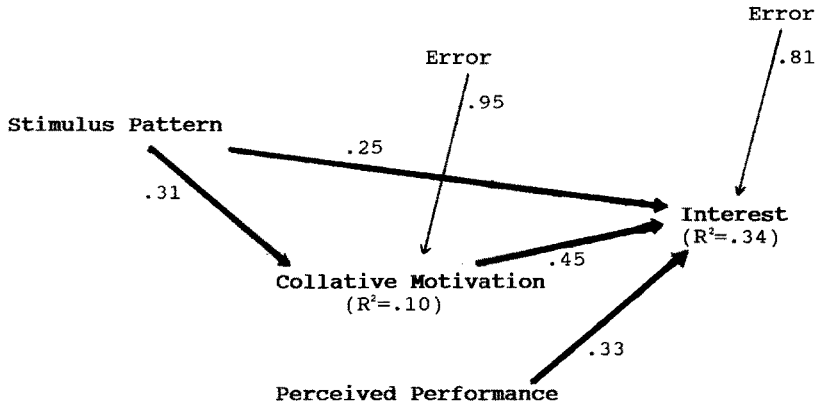 Error
.81
Error
.95
Stimulus Pattern
.25
.31
Interest
(R²=.34)
.45
Collative Motivation
(R²=.10)
.33
Perceived Performance